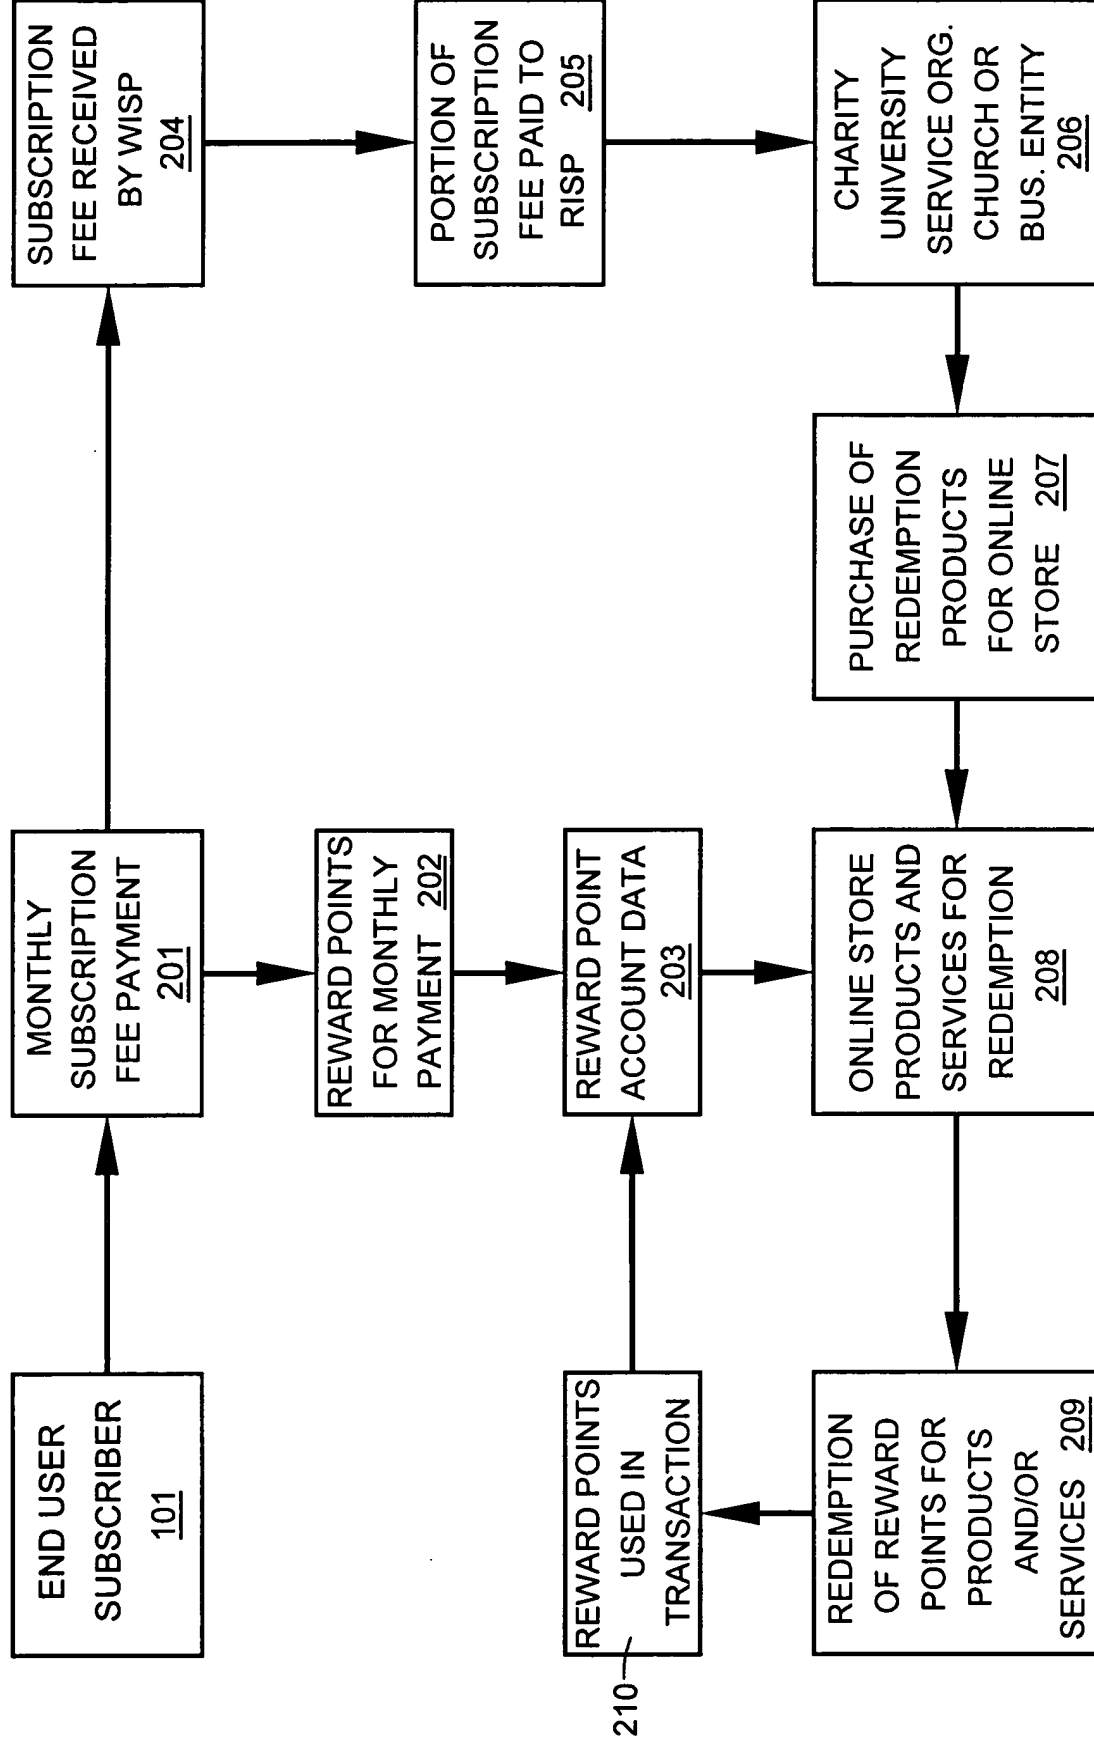 END USER
SUBSCRIBER
101
MONTHLY
SUBSCRIPTION
FEE PAYMENT
201
SUBSCRIPTION
FEE RECEIVED
BY WISP
204
REWARD POINTS
FOR MONTHLY
PAYMENT 202
PORTION OF
SUBSCRIPTION
FEE PAID TO
RISP 205
REWARD POINTS
USED IN
TRANSACTION
210
REWARD POINT
ACCOUNT DATA
203
REDEMPTION
OF REWARD
POINTS FOR
PRODUCTS
AND/OR
SERVICES 209
ONLINE STORE
PRODUCTS AND
SERVICES FOR
REDEMPTION
208
PURCHASE OF
REDEMPTION
PRODUCTS
FOR ONLINE
STORE 207
CHARITY
UNIVERSITY
SERVICE ORG.
CHURCH OR
BUS. ENTITY
206